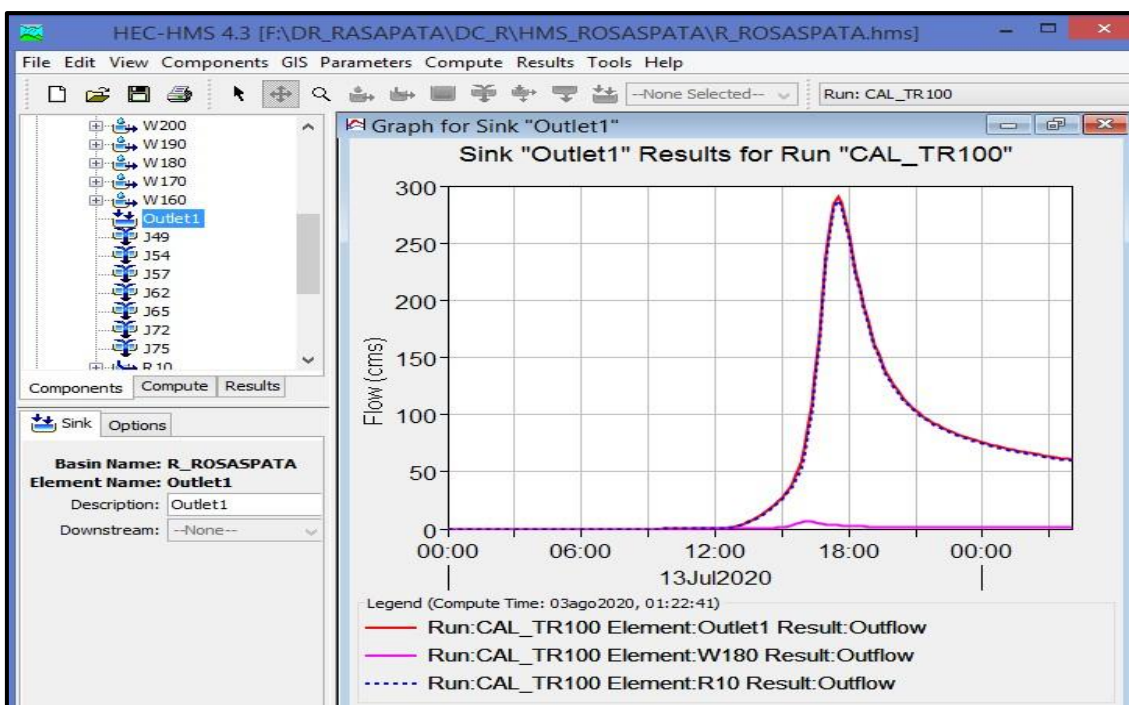 HEC-HMS 4.3 [F:\DR_RASAPATA\DC_R\HMS_ROSASPATA\R_ROSASPATA.hms]
File Edit View Components GIS Parameters Compute Results Tools Help
--None Selected-- Run: CAL_TR100
W200
W190
W180
W170
W160
Outlet1
J49
J54
J57
J62
J65
J72
J75
R10
Components Compute Results
Sink Options
Basin Name: R_ROSASPATA
Element Name: Outlet1
Description: Outlet1
Downstream: --None--
Graph for Sink "Outlet1"
Sink "Outlet1" Results for Run "CAL_TR100"
Flow (cms)
300
250
200
150
100
50
0
00:00 06:00 12:00 18:00 00:00
13Jul2020
Legend (Compute Time: 03ago2020, 01:22:41)
Run:CAL_TR100 Element:Outlet1 Result:Outflow
Run:CAL_TR100 Element:W180 Result:Outflow
Run:CAL_TR100 Element:R10 Result:Outflow